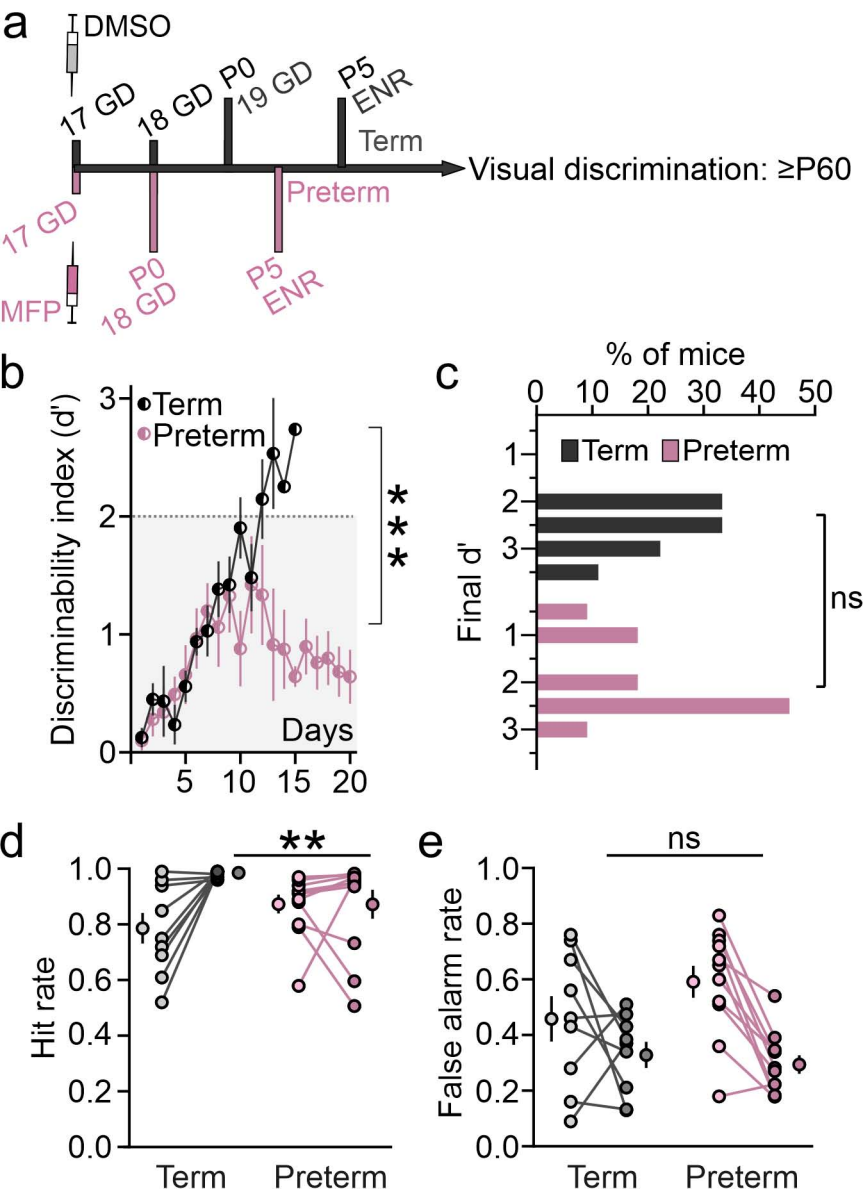 a
DMSO
17 GD
18 GD
P0
19 GD
P5
ENR
Term
Visual discrimination: ≥P60
Preterm
17 GD
MFP
P0
18 GD
P5
ENR
b
Discriminability index (d')
3
2
1
0
Term
Preterm
***
Days
5 10 15 20
c
% of mice
0 10 20 30 40 50
Term Preterm
Final d'
1
2
3
1
2
3
ns
d
**
Hit rate
1.0
0.8
0.6
0.4
0.2
0.0
Term Preterm
e
ns
False alarm rate
1.0
0.8
0.6
0.4
0.2
0.0
Term Preterm